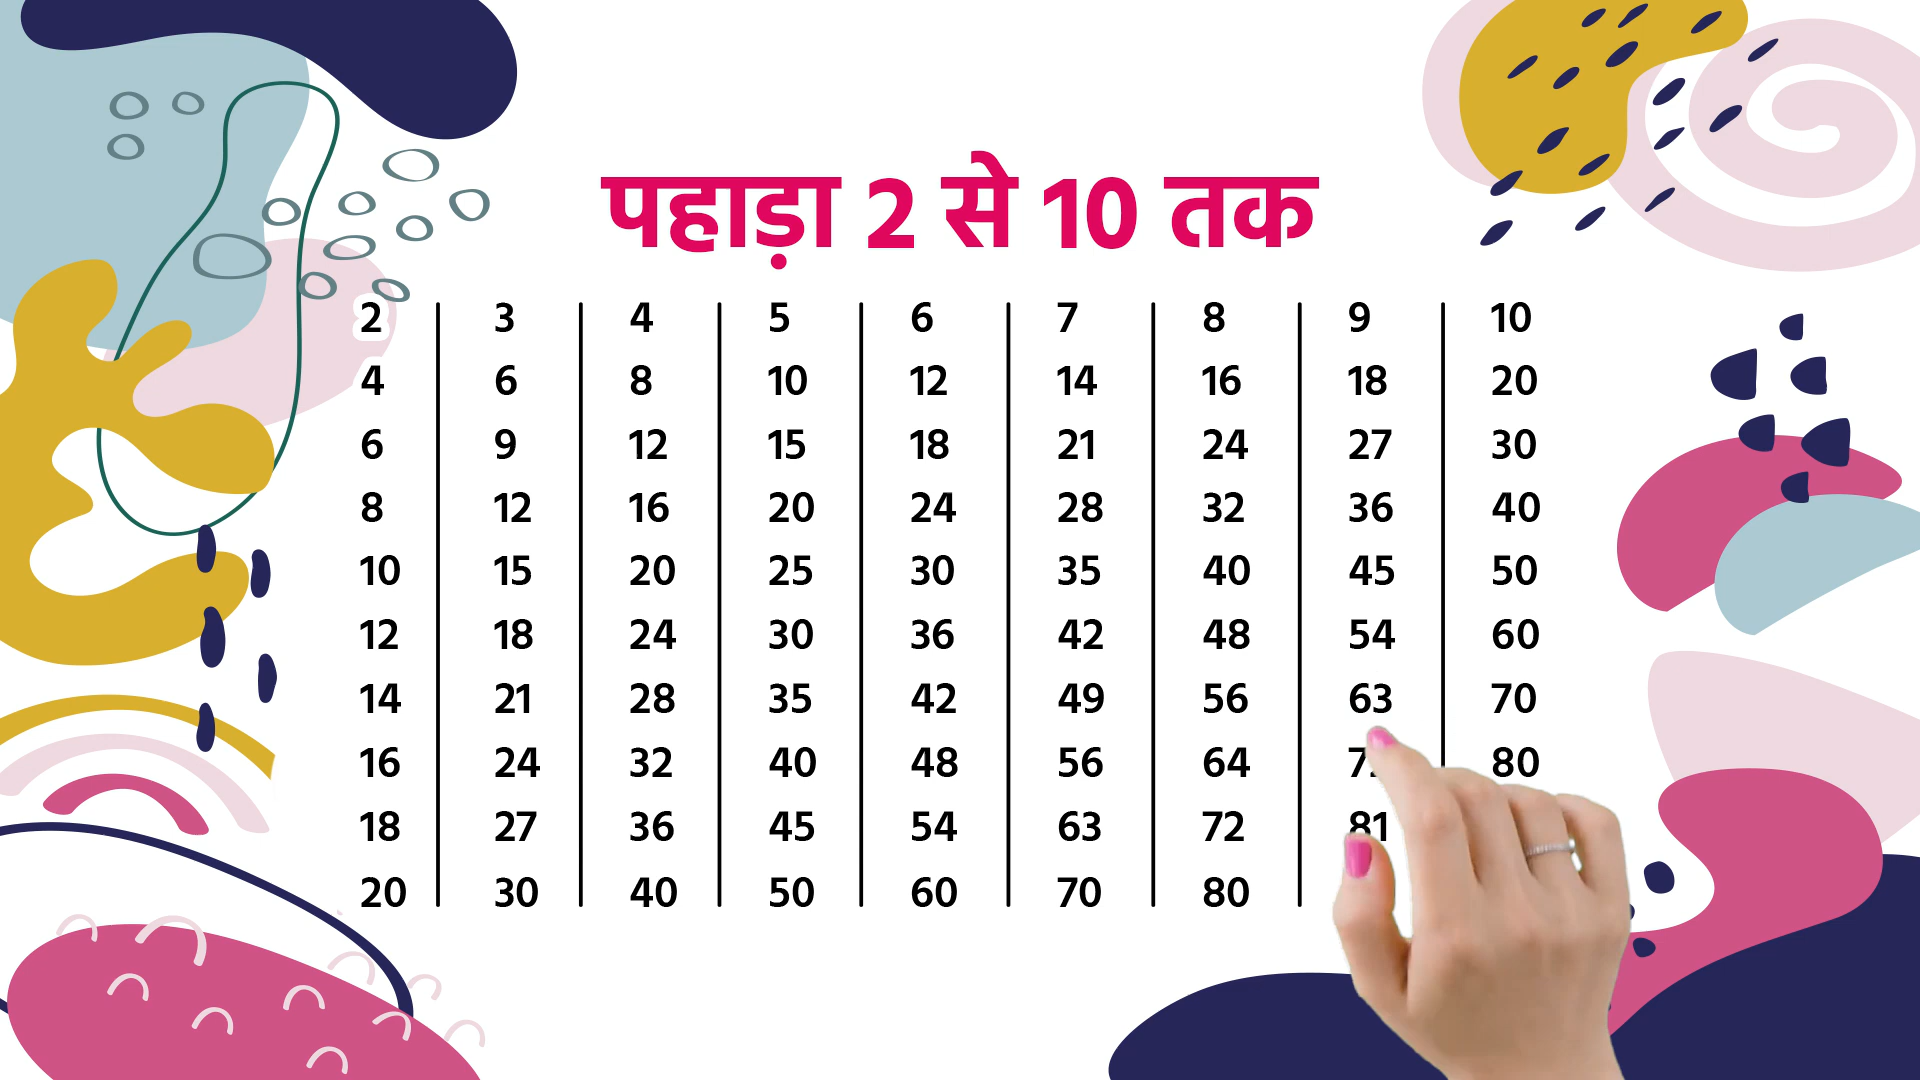 पहाड़ा 2 से 10 तक
2 3 4 5 6 7 8 9 10
4 6 8 10 12 14 16 18 20
6 9 12 15 18 21 24 27 30
8 12 16 20 24 28 32 36 40
10 15 20 25 30 35 40 45 50
12 18 24 30 36 42 48 54 60
14 21 28 35 42 49 56 63 70
16 24 32 40 48 56 64 80
18 27 36 45 54 63 72 81
20 30 40 50 60 70 80